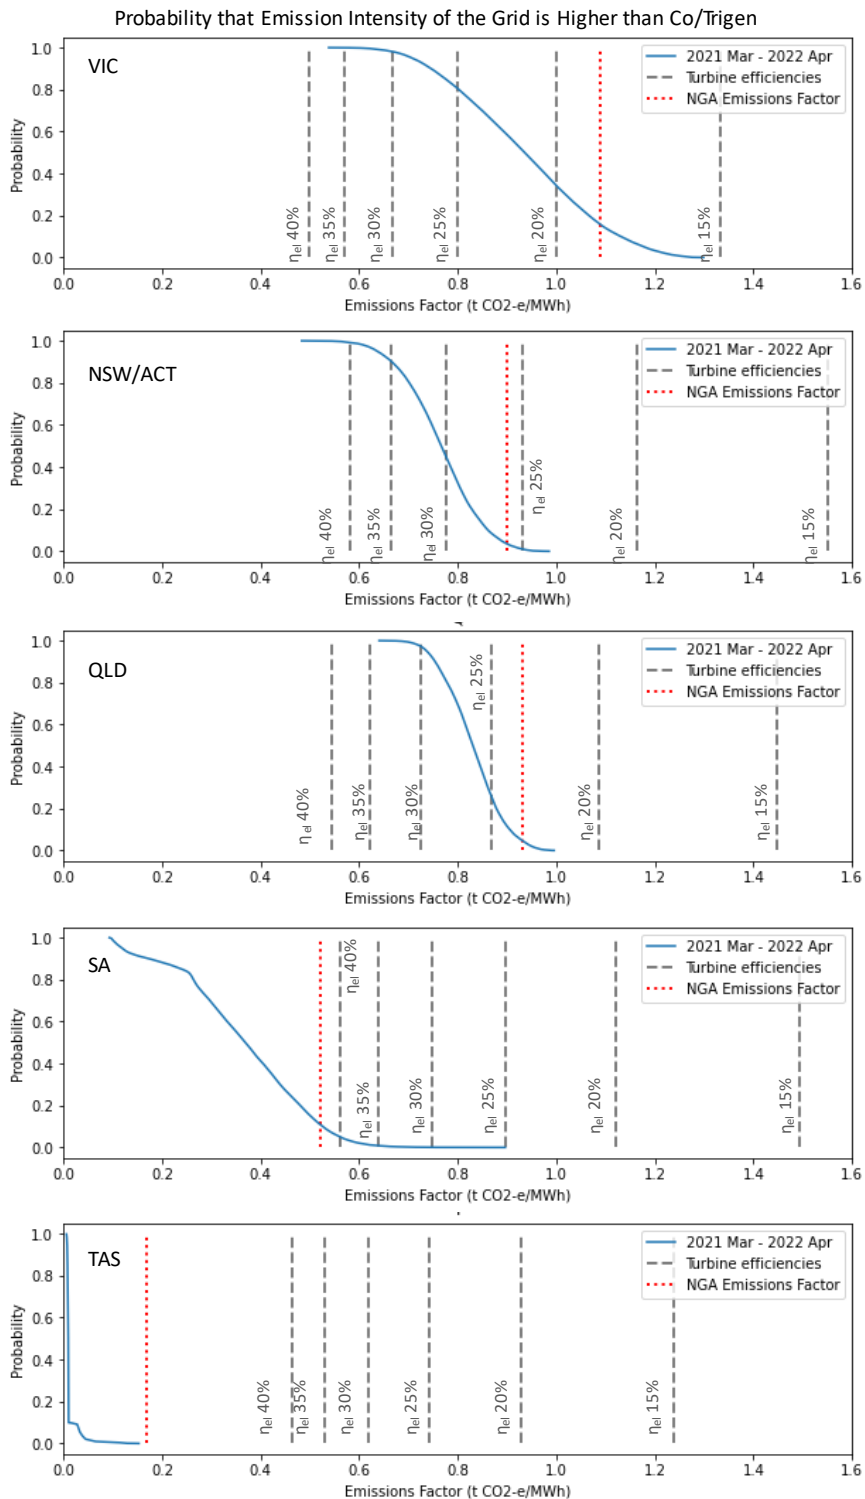 Probability that Emission Intensity of the Grid is Higher than Co/Trigen
VIC
2021 Mar - 2022 Apr
Turbine efficiencies
NGA Emissions Factor
Probability
1.0
0.8
0.6
0.4
0.2
0.0
ηel 40%
ηel 35%
ηel 30%
ηel 25%
ηel 20%
ηel 15%
0.0 0.2 0.4 0.6 0.8 1.0 1.2 1.4 1.6
Emissions Factor (t CO2-e/MWh)
NSW/ACT
2021 Mar - 2022 Apr
Turbine efficiencies
NGA Emissions Factor
Probability
1.0
0.8
0.6
0.4
0.2
0.0
ηel 40%
ηel 35%
ηel 30%
ηel 25%
ηel 20%
ηel 15%
0.0 0.2 0.4 0.6 0.8 1.0 1.2 1.4 1.6
Emissions Factor (t CO2-e/MWh)
QLD
2021 Mar - 2022 Apr
Turbine efficiencies
NGA Emissions Factor
Probability
1.0
0.8
0.6
0.4
0.2
0.0
ηel 40%
ηel 35%
ηel 30%
ηel 25%
ηel 20%
ηel 15%
0.0 0.2 0.4 0.6 0.8 1.0 1.2 1.4 1.6
Emissions Factor (t CO2-e/MWh)
SA
2021 Mar - 2022 Apr
Turbine efficiencies
NGA Emissions Factor
Probability
1.0
0.8
0.6
0.4
0.2
0.0
ηel 40%
ηel 35%
ηel 30%
ηel 25%
ηel 20%
ηel 15%
0.0 0.2 0.4 0.6 0.8 1.0 1.2 1.4 1.6
Emissions Factor (t CO2-e/MWh)
TAS
2021 Mar - 2022 Apr
Turbine efficiencies
NGA Emissions Factor
Probability
1.0
0.8
0.6
0.4
0.2
0.0
ηel 40%
ηel 35%
ηel 30%
ηel 25%
ηel 20%
ηel 15%
0.0 0.2 0.4 0.6 0.8 1.0 1.2 1.4 1.6
Emissions Factor (t CO2-e/MWh)